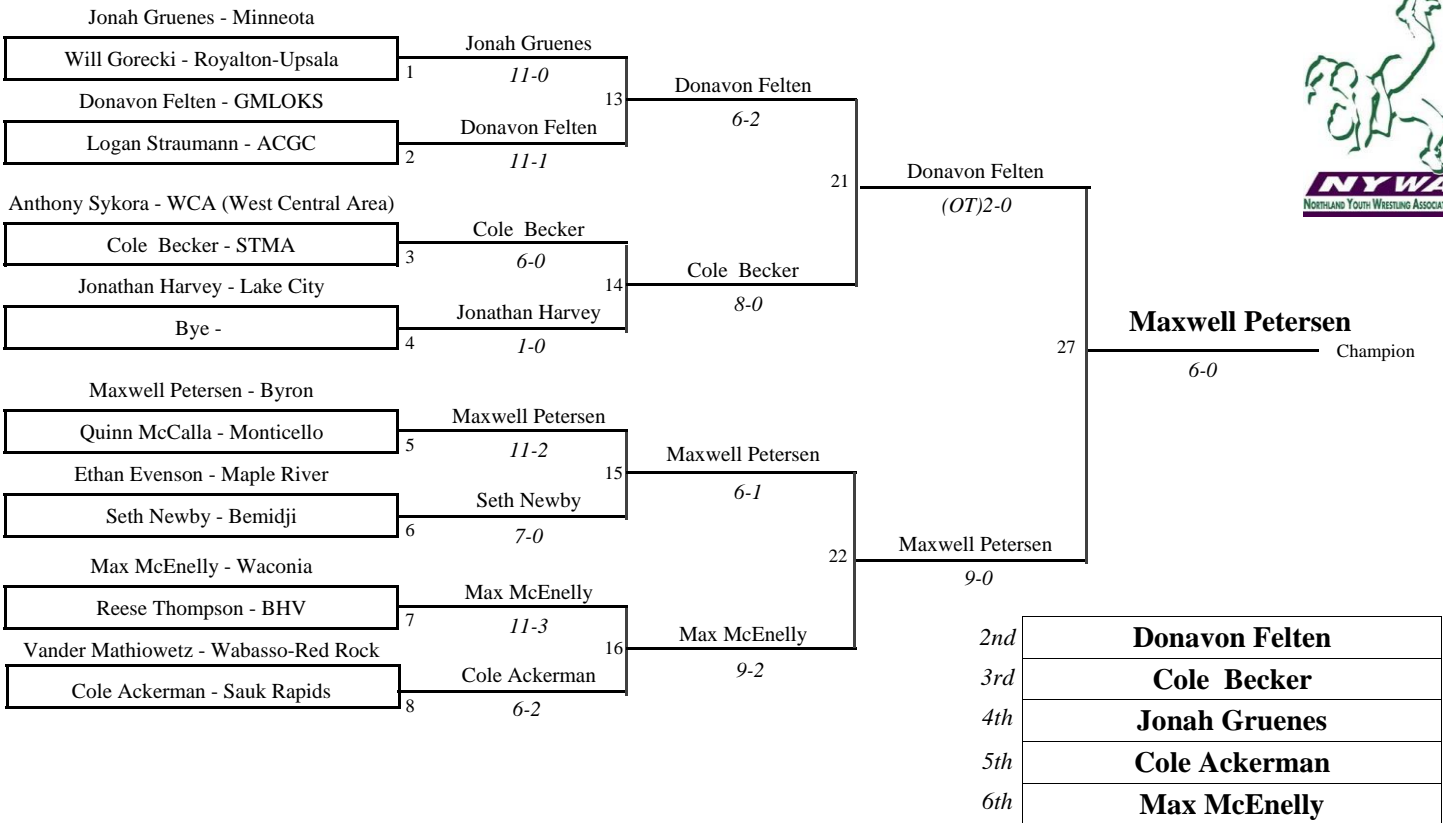 Jonah Gruenes - Minneota
Will Gorecki - Royalton-Upsala
1
Jonah Gruenes
11-0
Donavon Felten - GMLOKS
Logan Straumann - ACGC
2
Donavon Felten
11-1
13
Donavon Felten
6-2
Anthony Sykora - WCA (West Central Area)
Cole Becker - STMA
3
Cole Becker
6-0
Jonathan Harvey - Lake City
Bye -
4
Jonathan Harvey
1-0
14
Cole Becker
8-0
21
Donavon Felten
(OT)2-0
Maxwell Petersen - Byron
Quinn McCalla - Monticello
5
Maxwell Petersen
11-2
Ethan Evenson - Maple River
Seth Newby - Bemidji
6
Seth Newby
7-0
15
Maxwell Petersen
6-1
Max McEnelly - Waconia
Reese Thompson - BHV
7
Max McEnelly
11-3
Vander Mathiowetz - Wabasso-Red Rock
Cole Ackerman - Sauk Rapids
8
Cole Ackerman
6-2
16
Max McEnelly
9-2
22
Maxwell Petersen
9-0
27
Maxwell Petersen
Champion
6-0
NYWA
NORTHLAND YOUTH WRESTLING
2nd Donavon Felten
3rd Cole Becker
4th Jonah Gruenes
5th Cole Ackerman
6th Max McEnelly